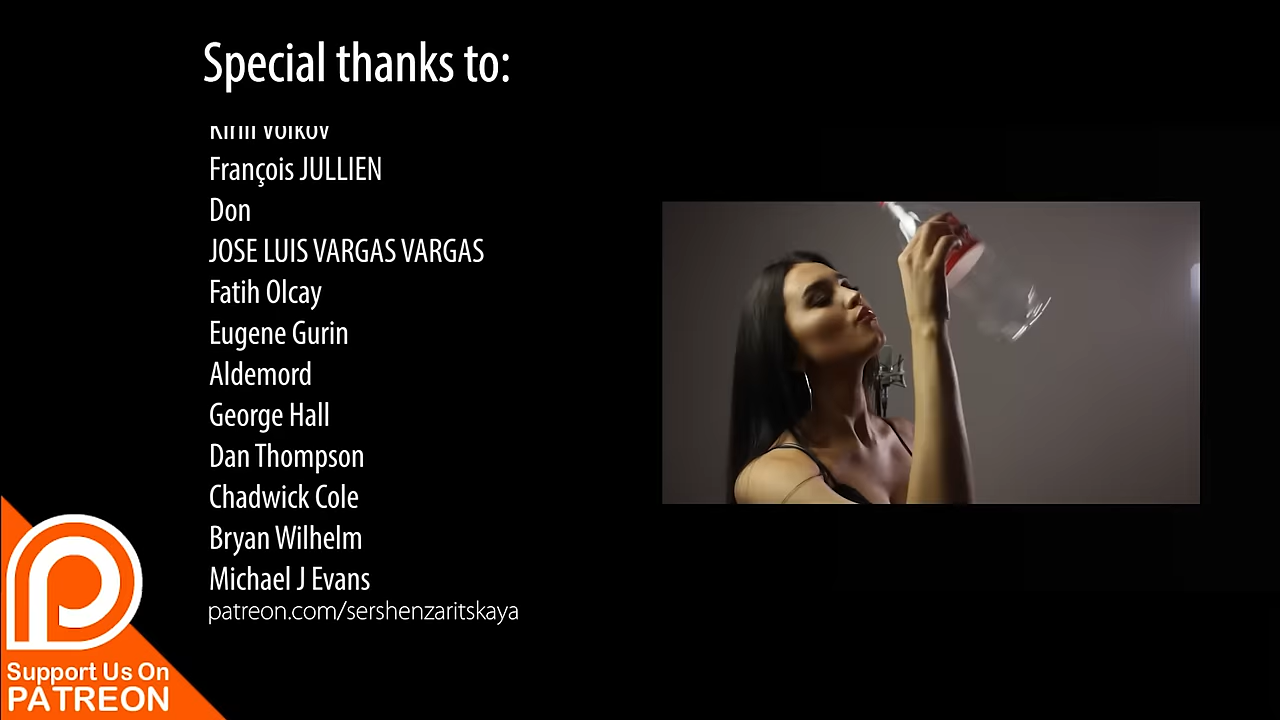 Special thanks to:
François JULLIEN
Don
JOSE LUIS VARGAS VARGAS
Fatih Olcay
Eugene Gurin
Aldemord
George Hall
Dan Thompson
Chadwick Cole
Bryan Wilhelm
Michael J Evans
patreon.com/sershenzaritskaya
Support Us On
PATREON